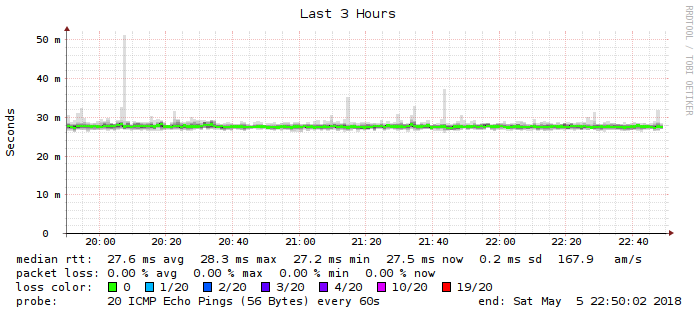 Last 3 Hours
RRDTOOL / TOBI OETIKER
Seconds
50 m
40 m
30 m
20 m
10 m
0
20:00 20:20 20:40 21:00 21:20 21:40 22:00 22:20 22:40
median rtt: 27.6 ms avg 28.3 ms max 27.2 ms min 27.5 ms now 0.2 ms sd 167.9 am/s
packet loss: 0.00 % avg 0.00 % max 0.00 % min 0.00 % now
loss color: 0 1/20 2/20 3/20 4/20 10/20 19/20
probe: 20 ICMP Echo Pings (56 Bytes) every 60s end: Sat May 5 22:50:02 2018